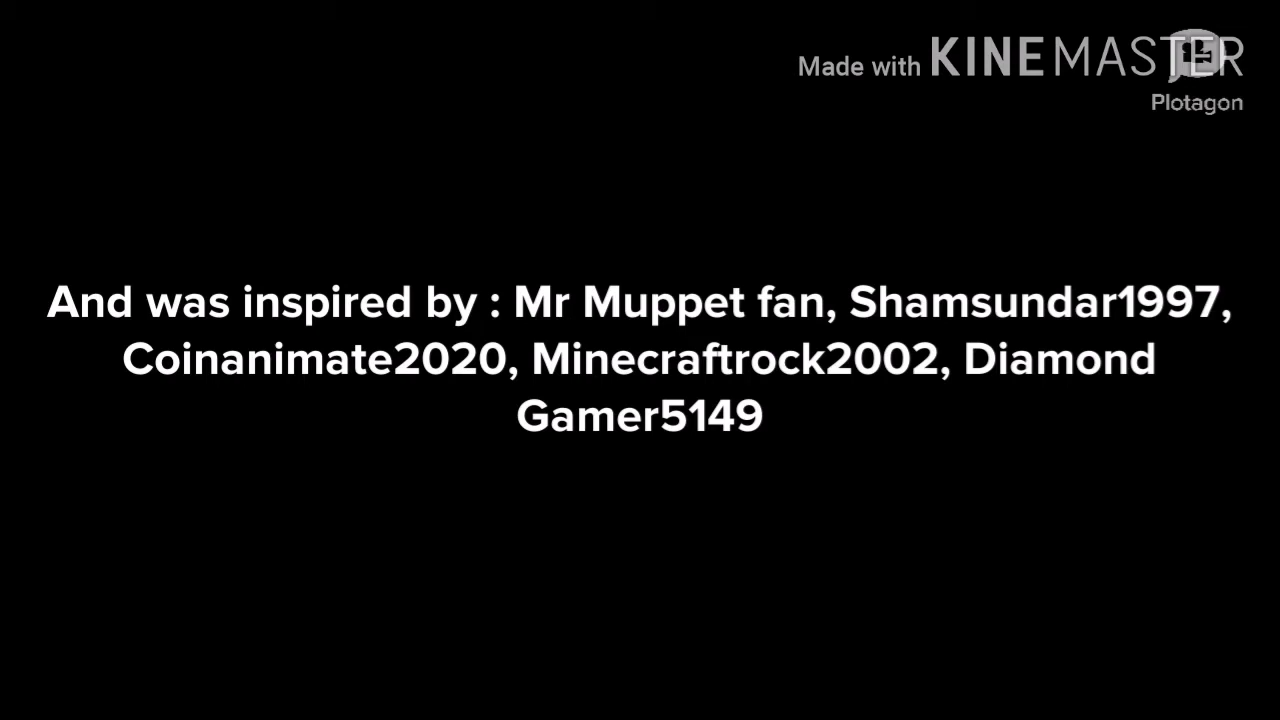 Made with KINEMASTER
Plotagon
And was inspired by : Mr Muppet fan, Shamsundar1997,
Coinanimate2020, Minecraftrock2002, Diamond
Gamer5149